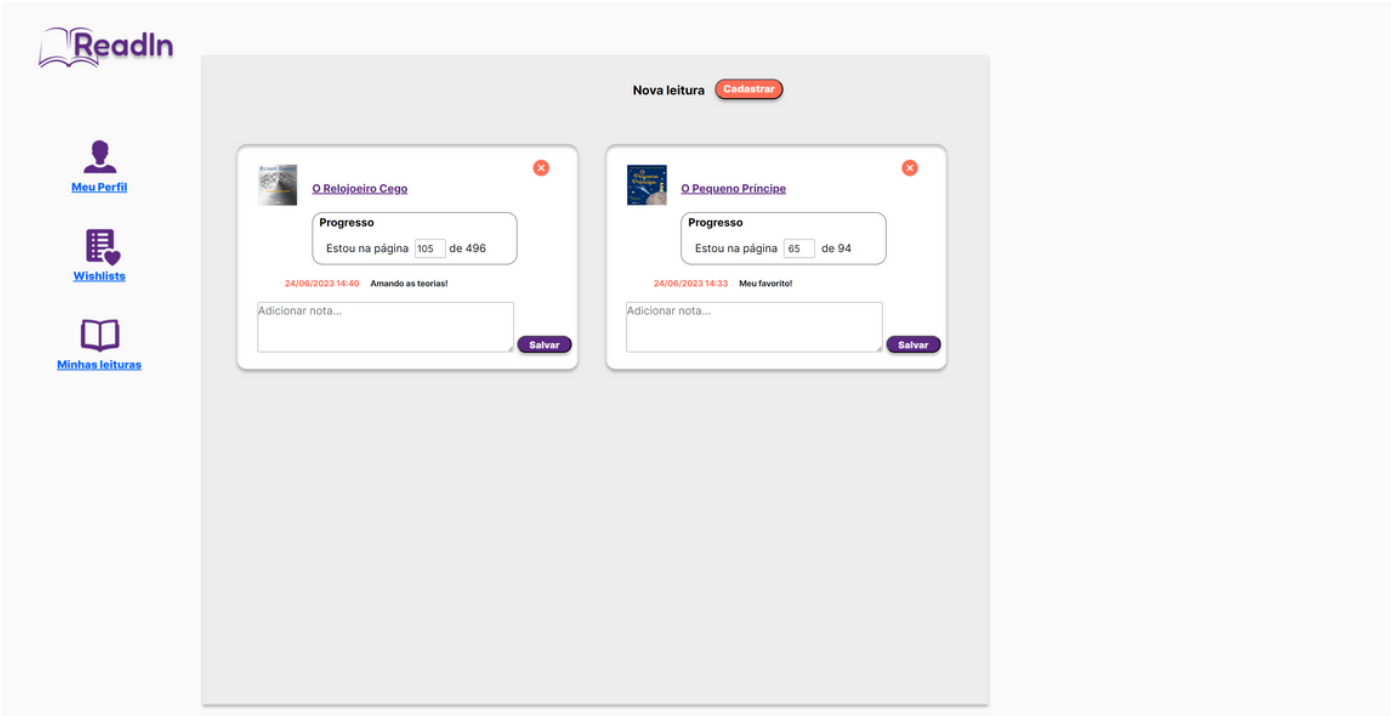 ReadIn
Nova leitura Cadastrar
Meu Perfil
Wishlists
Minhas leituras
O Relojoeiro Cego
Progresso
Estou na página 105 de 496
24/06/2023 14:40 Amando as teorias!
Adicionar nota...
Salvar
O Pequeno Príncipe
Progresso
Estou na página 65 de 94
24/06/2023 14:33 Meu favorito!
Adicionar nota...
Salvar